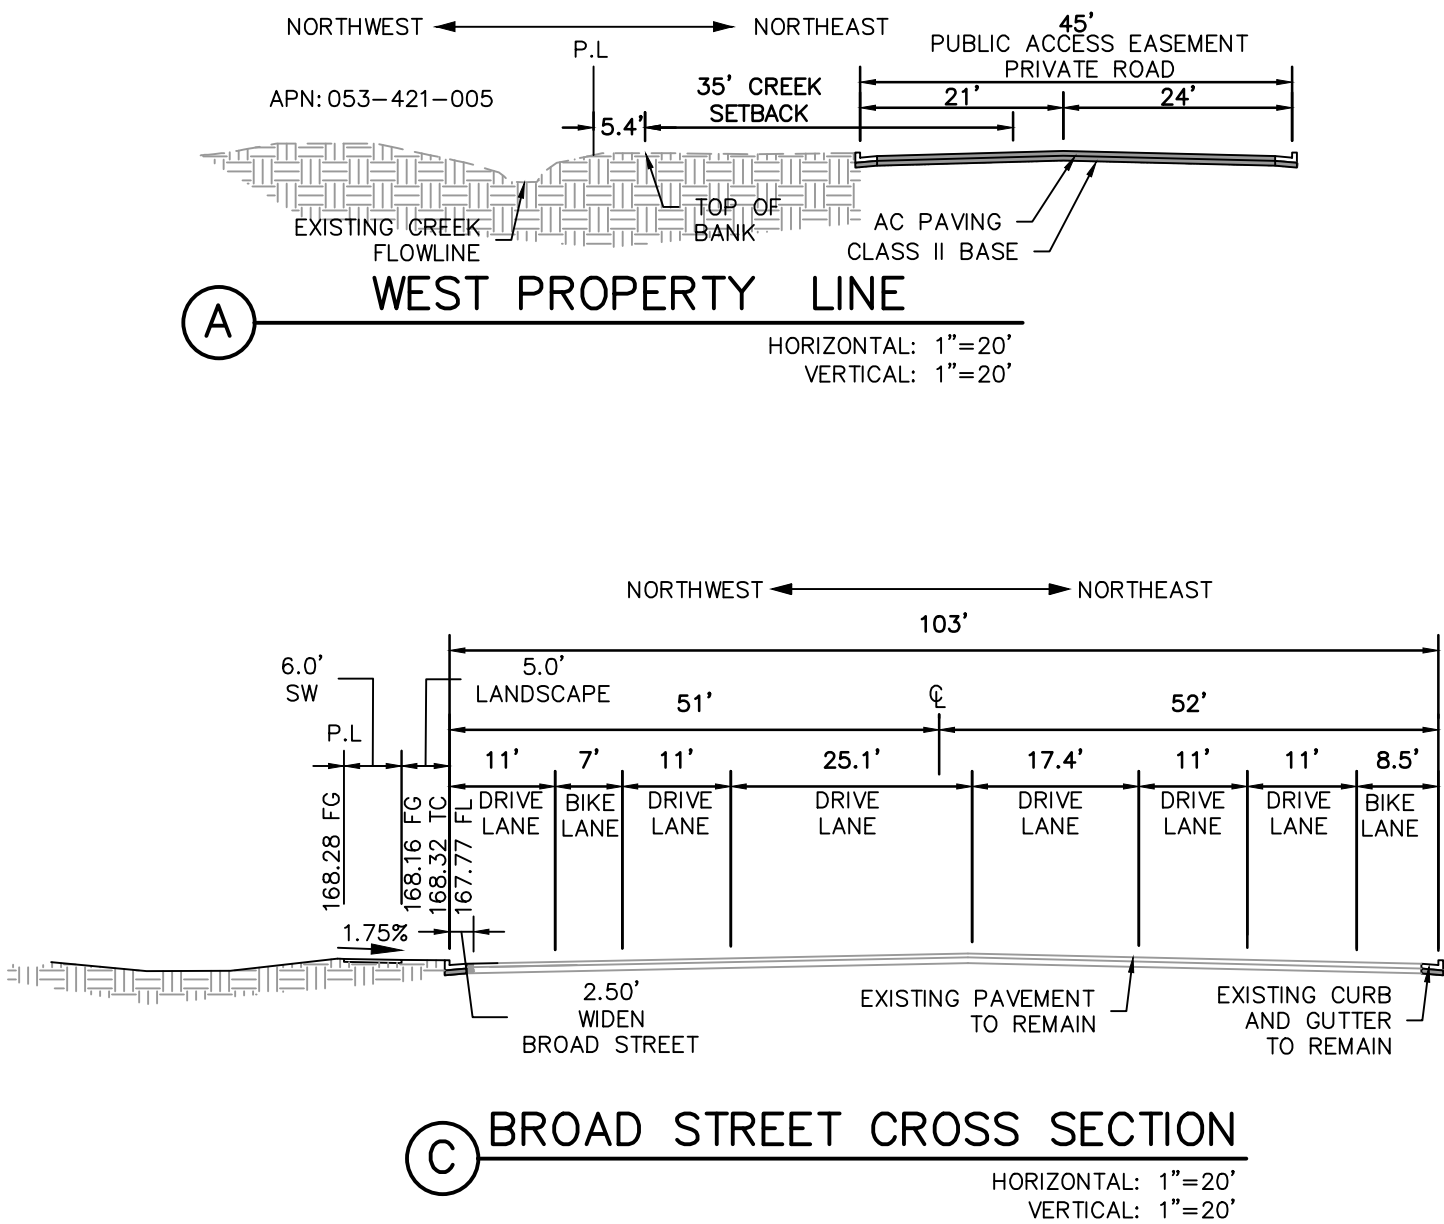 NORTHWEST NORTHEAST
45'
PUBLIC ACCESS EASEMENT
PRIVATE ROAD
P.L
APN: 053-421-005
35' CREEK
SETBACK
21' 24'
5.4'
EXISTING CREEK
FLOWLINE
TOP OF
BANK
AC PAVING
CLASS II BASE
A
WEST PROPERTY LINE
HORIZONTAL: 1"=20'
VERTICAL: 1"=20'
NORTHWEST NORTHEAST
103'
6.0'
SW
5.0'
LANDSCAPE
51' ℄ 52'
P.L
11' 7' 11' 25.1' 17.4' 11' 11' 8.5'
DRIVE
LANE
BIKE
LANE
DRIVE
LANE
DRIVE
LANE
DRIVE
LANE
DRIVE
LANE
DRIVE
LANE
BIKE
LANE
168.28 FG
168.16 FG
168.32 TC
167.77 FL
1.75%
2.50'
WIDEN
BROAD STREET
EXISTING PAVEMENT
TO REMAIN
EXISTING CURB
AND GUTTER
TO REMAIN
C
BROAD STREET CROSS SECTION
HORIZONTAL: 1"=20'
VERTICAL: 1"=20'